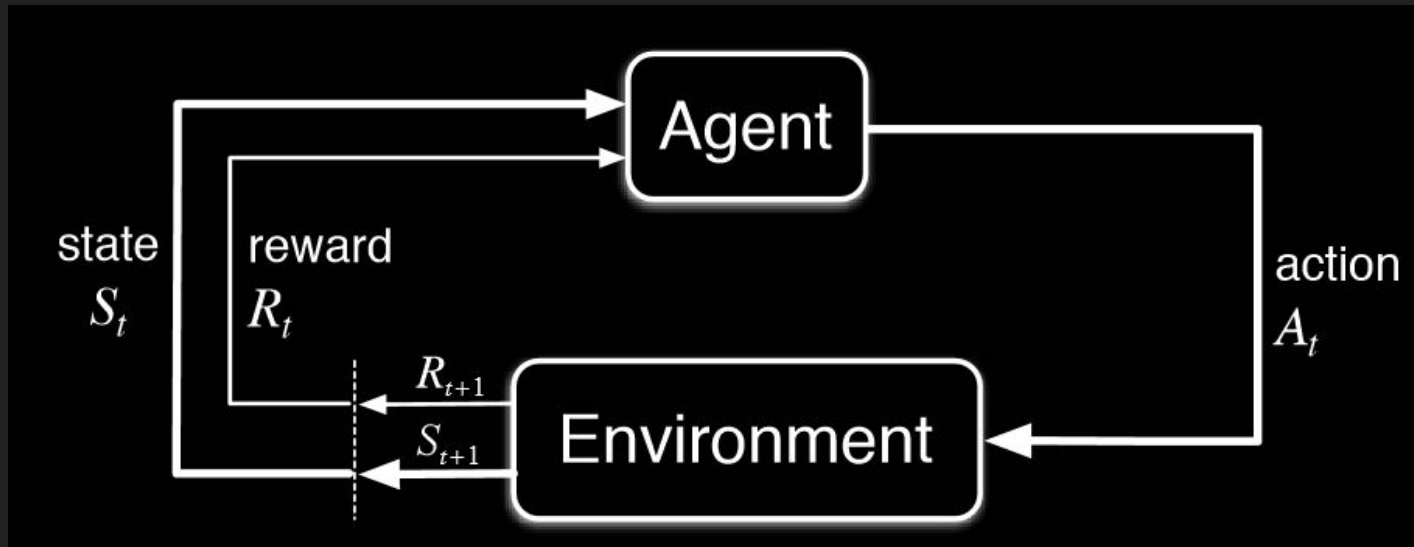 Agent
state
S_t
reward
R_t
action
A_t
R_{t+1}
S_{t+1}
Environment